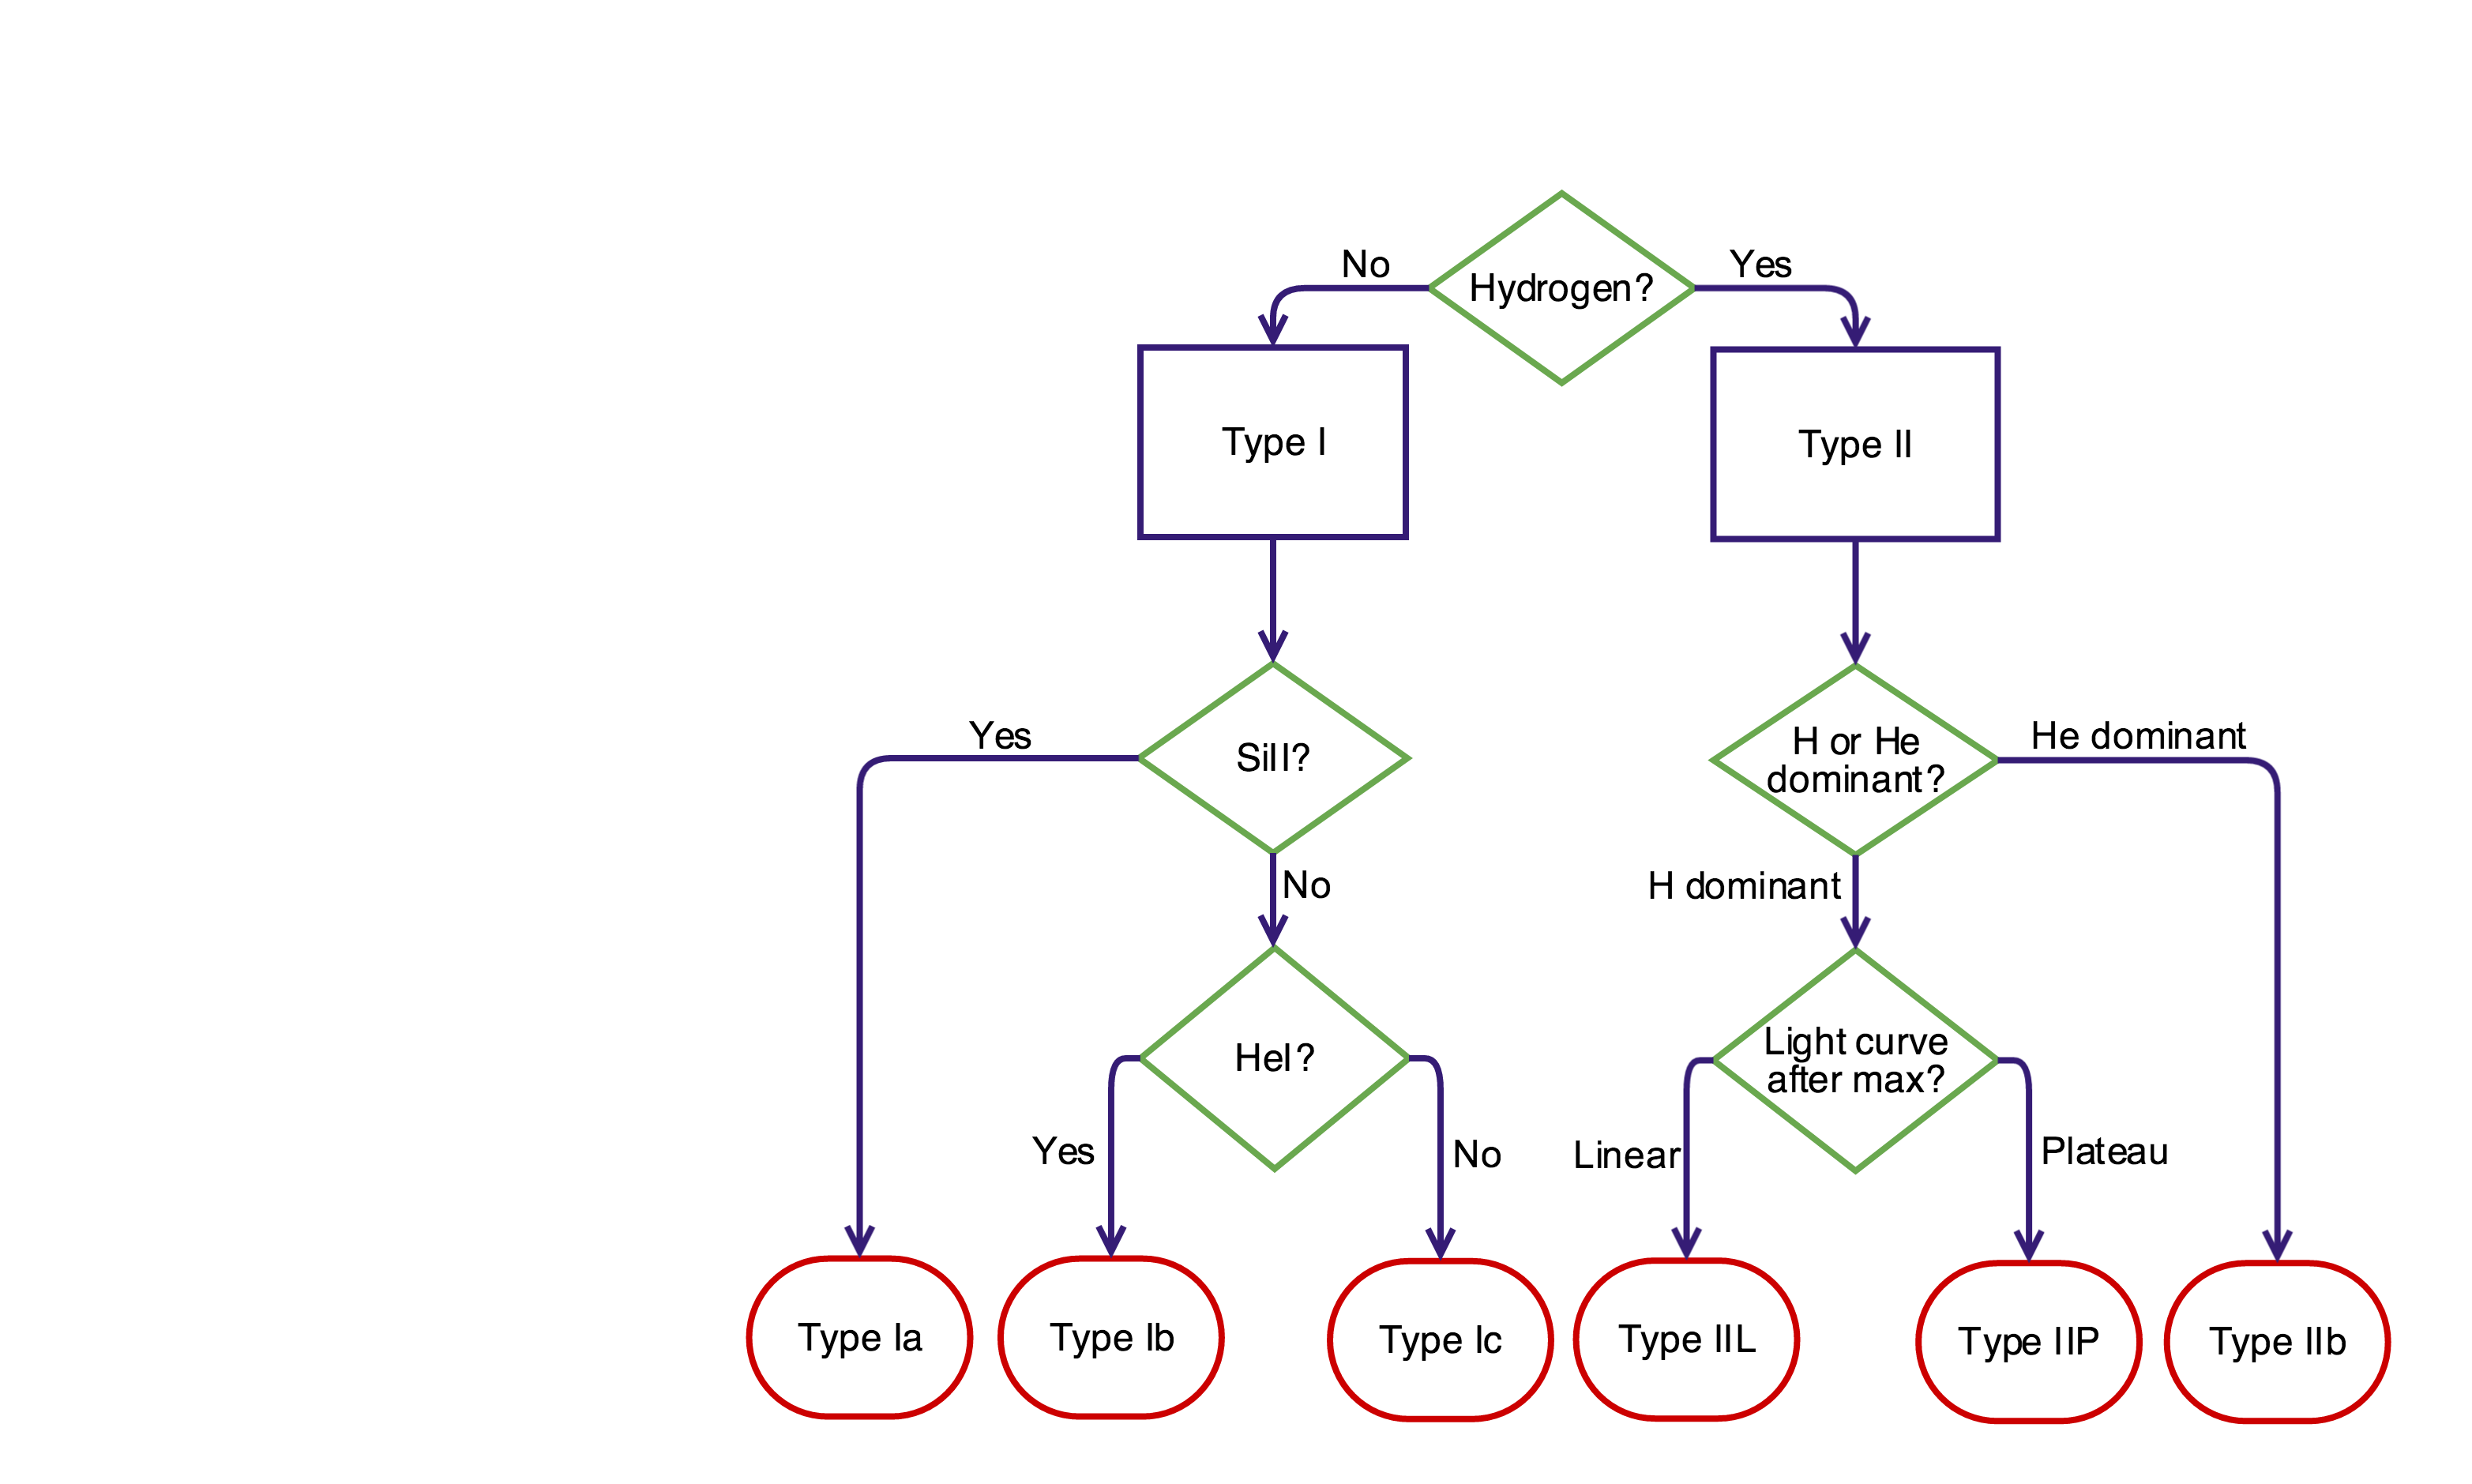 No
Hydrogen?
Yes
Type I
Type II
Yes
SiII?
H or He
dominant?
He dominant
No
H dominant
HeI?
Light curve
after max?
Yes
No
Linear
Plateau
Type Ia
Type Ib
Type Ic
Type IIL
Type IIP
Type IIb